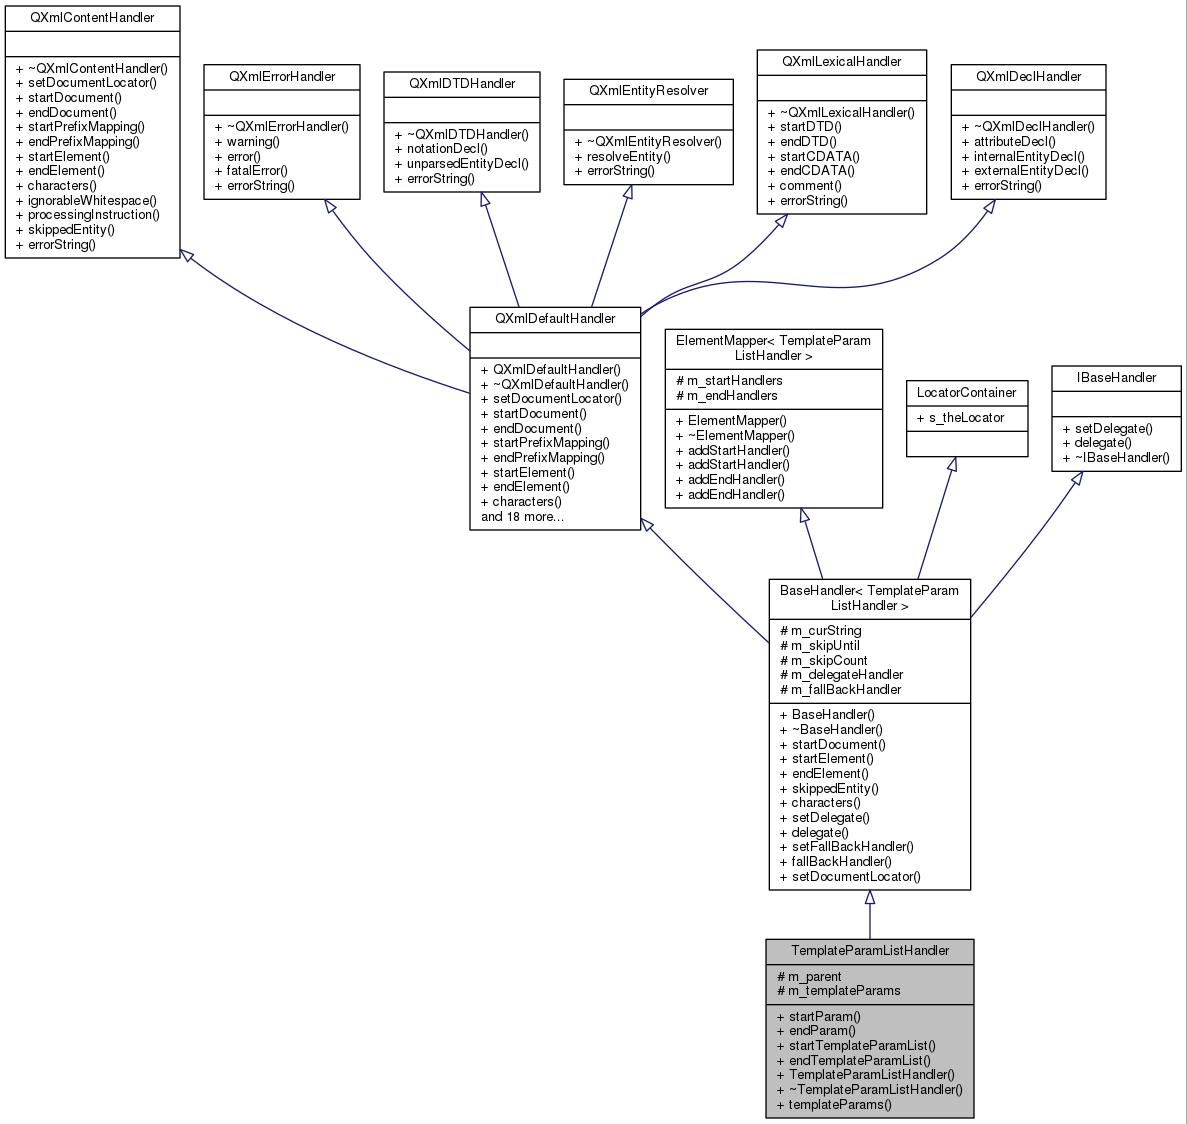 QXmlContentHandler
+ ~QXmlContentHandler()
+ setDocumentLocator()
+ startDocument()
+ endDocument()
+ startPrefixMapping()
+ endPrefixMapping()
+ startElement()
+ endElement()
+ characters()
+ ignorableWhitespace()
+ processingInstruction()
+ skippedEntity()
+ errorString()
QXmlErrorHandler
+ ~QXmlErrorHandler()
+ warning()
+ error()
+ fatalError()
+ errorString()
QXmlDTDHandler
+ ~QXmlDTDHandler()
+ notationDecl()
+ unparsedEntityDecl()
+ errorString()
QXmlEntityResolver
+ ~QXmlEntityResolver()
+ resolveEntity()
+ errorString()
QXmlLexicalHandler
+ ~QXmlLexicalHandler()
+ startDTD()
+ endDTD()
+ startCDATA()
+ endCDATA()
+ comment()
+ errorString()
QXmlDeclHandler
+ ~QXmlDeclHandler()
+ attributeDecl()
+ internalEntityDecl()
+ externalEntityDecl()
+ errorString()
QXmlDefaultHandler
+ QXmlDefaultHandler()
+ ~QXmlDefaultHandler()
+ setDocumentLocator()
+ startDocument()
+ endDocument()
+ startPrefixMapping()
+ endPrefixMapping()
+ startElement()
+ endElement()
+ characters()
and 18 more...
ElementMapper< TemplateParam
ListHandler >
# m_startHandlers
# m_endHandlers
+ ElementMapper()
+ ~ElementMapper()
+ addStartHandler()
+ addStartHandler()
+ addEndHandler()
+ addEndHandler()
LocatorContainer
+ s_theLocator
IBaseHandler
+ setDelegate()
+ delegate()
+ ~IBaseHandler()
BaseHandler< TemplateParam
ListHandler >
# m_curString
# m_skipUntil
# m_skipCount
# m_delegateHandler
# m_fallBackHandler
+ BaseHandler()
+ ~BaseHandler()
+ startDocument()
+ startElement()
+ endElement()
+ skippedEntity()
+ characters()
+ setDelegate()
+ delegate()
+ setFallBackHandler()
+ fallBackHandler()
+ setDocumentLocator()
TemplateParamListHandler
# m_parent
# m_templateParams
+ startParam()
+ endParam()
+ startTemplateParamList()
+ endTemplateParamList()
+ TemplateParamListHandler()
+ ~TemplateParamListHandler()
+ templateParams()